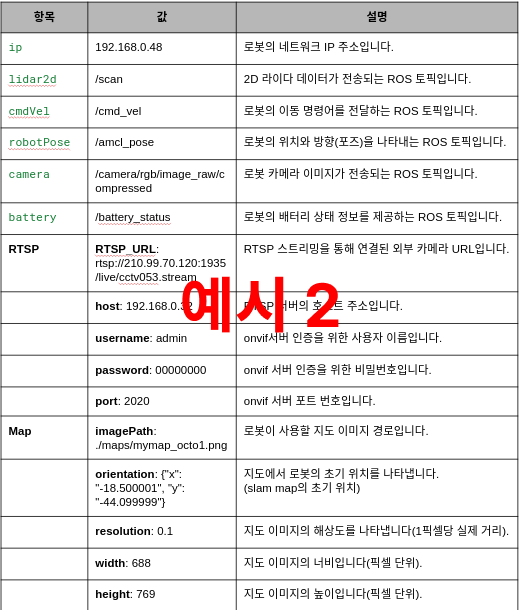 항목 값 설명
ip 192.168.0.48 로봇의 네트워크 IP 주소입니다.
lidar2d /scan 2D 라이다 데이터가 전송되는 ROS 토픽입니다.
cmdVel /cmd_vel 로봇의 이동 명령어를 전달하는 ROS 토픽입니다.
robotPose /amcl_pose 로봇의 위치와 방향(포즈)을 나타내는 ROS 토픽입니다.
camera /camera/rgb/image_raw/c 로봇 카메라 이미지가 전송되는 ROS 토픽입니다.
ompressed
battery /battery_status 로봇의 배터리 상태 정보를 제공하는 ROS 토픽입니다.
RTSP RTSP_URL: RTSP 스트리밍을 통해 연결된 외부 카메라 URL입니다.
rtsp://210.99.70.120:1935
/live/cctv053.stream
예시 2
host: 192.168.0.32 RTSP 서버의 호스트 주소입니다.
username: admin onvif서버 인증을 위한 사용자 이름입니다.
password: 00000000 onvif 서버 인증을 위한 비밀번호입니다.
port: 2020 onvif 서버 포트 번호입니다.
Map imagePath: 로봇이 사용할 지도 이미지 경로입니다.
./maps/mymap_octo1.png
orientation: {"x": 지도에서 로봇의 초기 위치를 나타냅니다.
"-18.500001", "y": (slam map의 초기 위치)
"-44.099999"}
resolution: 0.1 지도 이미지의 해상도를 나타냅니다(1픽셀당 실제 거리).
width: 688 지도 이미지의 너비입니다(픽셀 단위).
height: 769 지도 이미지의 높이입니다(픽셀 단위).